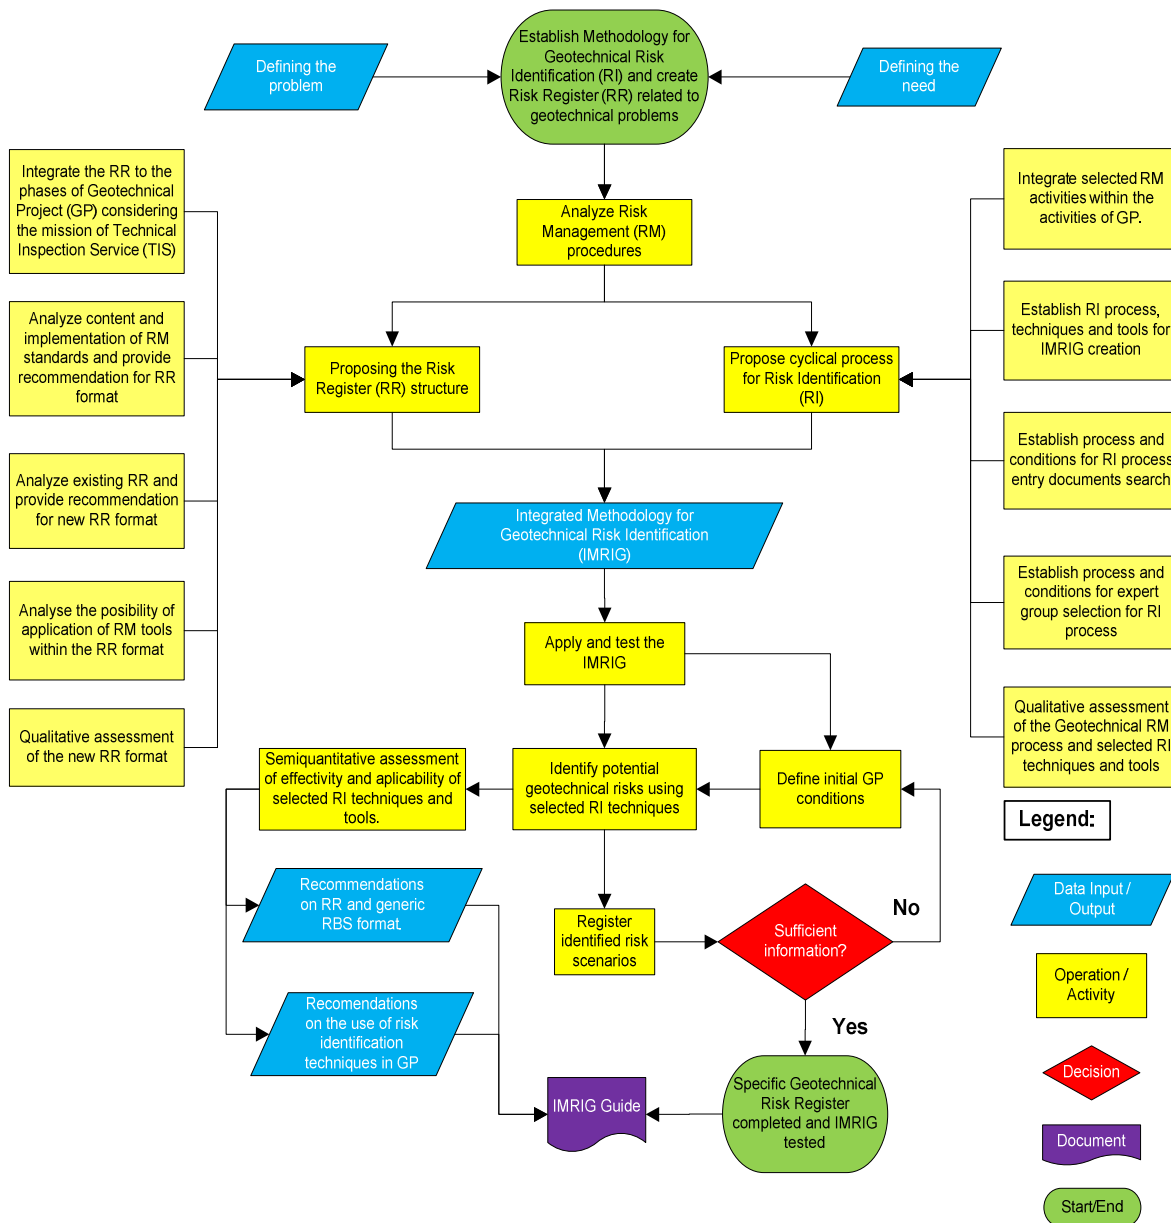 Establish Methodology for
Geotechnical Risk
Identification (RI) and create
Risk Register (RR) related to
geotechnical problems
Defining the
problem
Defining the
need
Integrate the RR to the
phases of Geotechnical
Project (GP) considering
the mission of Technical
Inspection Service (TIS)
Analyze Risk
Management (RM)
procedures
Integrate selected RM
activities within the
activities of GP.
Analyze content and
implementation of RM
standards and provide
recommendation for RR
format
Proposing the Risk
Register (RR) structure
Propose cyclical process
for Risk Identification
(RI)
Establish RI process,
techniques and tools for
IMRIG creation
Analyze existing RR and
provide recommendation
for new RR format
Integrated Methodology for
Geotechnical Risk Identification
(IMRIG)
Establish process and
conditions for RI process
entry documents search
Analyse the posibility of
application of RM tools
within the RR format
Apply and test the
IMRIG
Establish process and
conditions for expert
group selection for RI
process
Qualitative assessment
of the new RR format
Semiquantitative assessment
of effectivity and aplicability of
selected RI techniques and
tools.
Identify potential
geotechnical risks using
selected RI techniques
Define initial GP
conditions
Qualitative assessment
of the Geotechnical RM
process and selected RI
techniques and tools
Legend:
Recommendations
on RR and generic
RBS format.
Register
identified risk
scenarios
Sufficient
information?
No
Data Input /
Output
Recomendations
on the use of risk
identification
techniques in GP
Yes
Operation /
Activity
IMRIG Guide
Specific Geotechnical
Risk Register
completed and IMRIG
tested
Decision
Document
Start/End